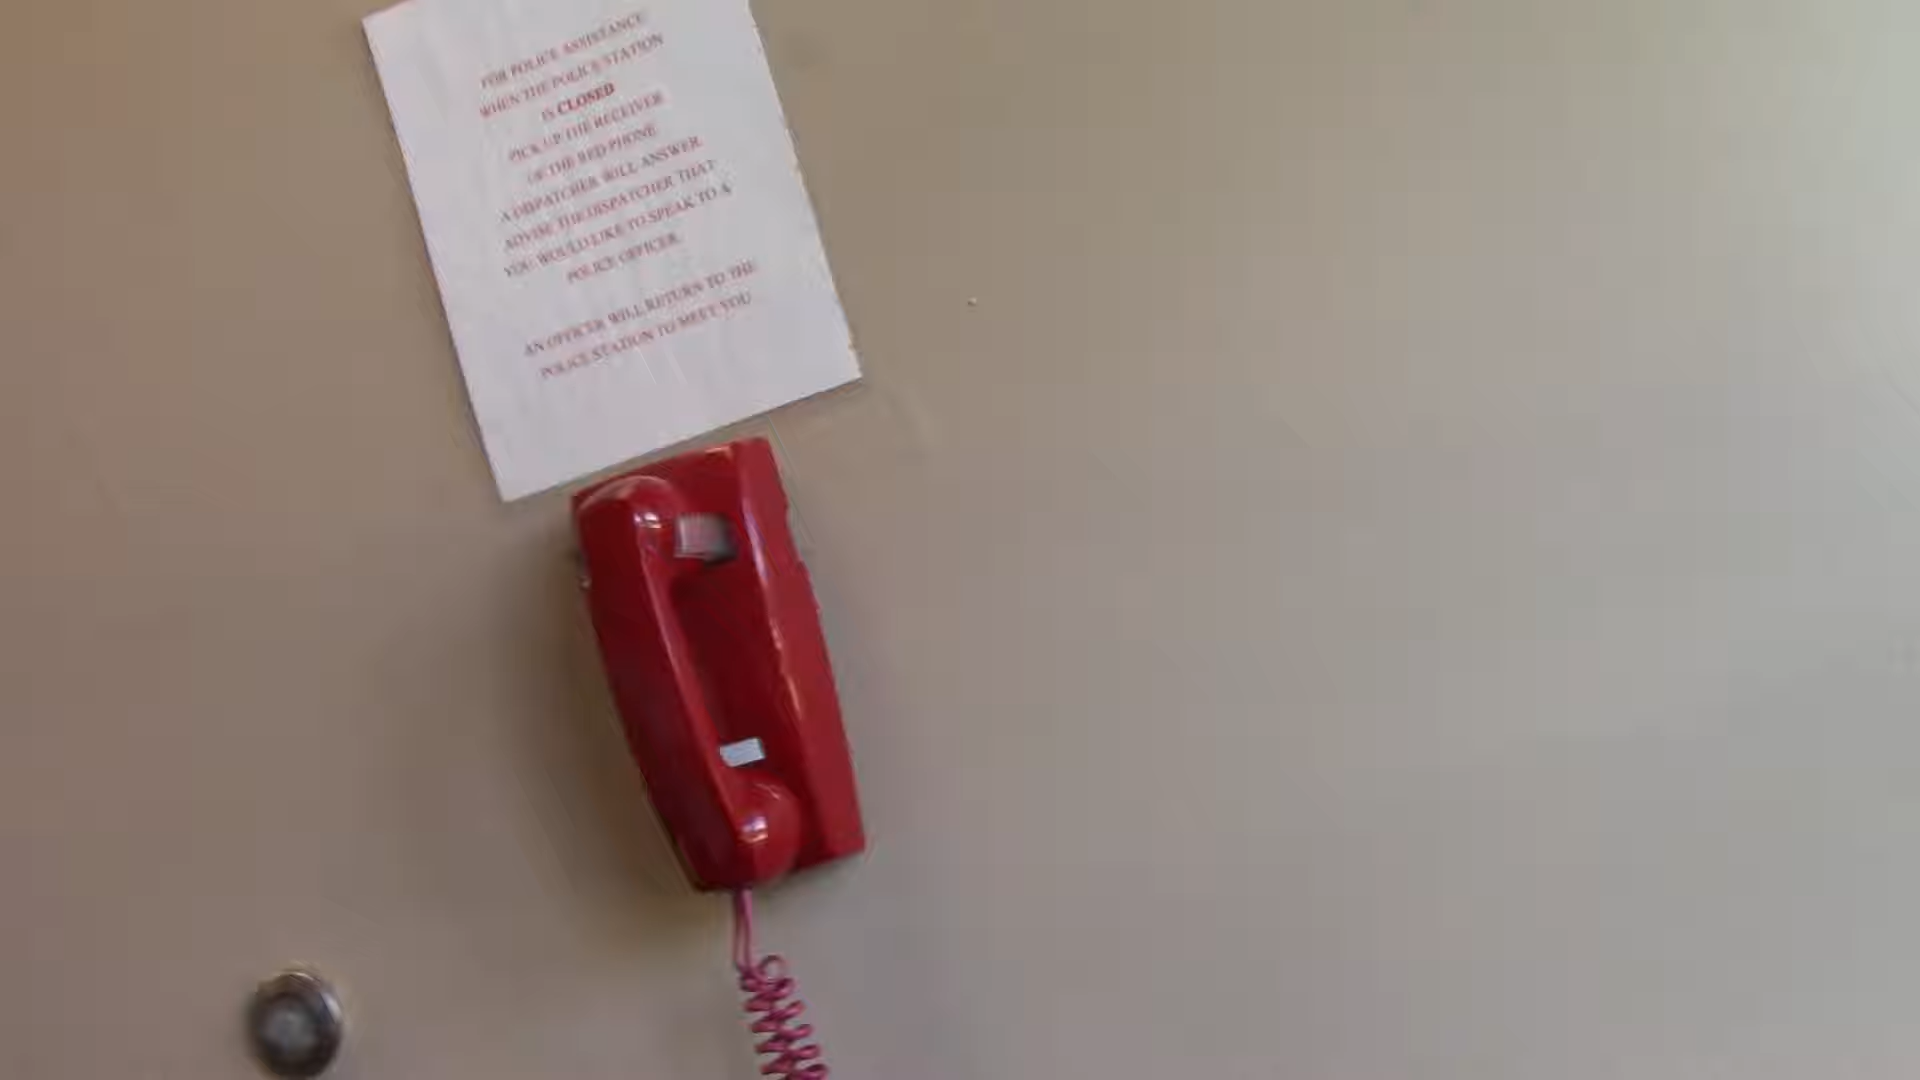 FOR POLICE ASSISTANCE
WHEN THE POLICE STATION
IS CLOSED
PICK UP THE RECEIVER
OF THE RED PHONE
A DISPATCHER WILL ANSWER
ADVISE THE DISPATCHER THAT
YOU WOULD LIKE TO SPEAK TO A
POLICE OFFICER
AN OFFICER WILL RETURN TO THE
POLICE STATION TO MEET YOU